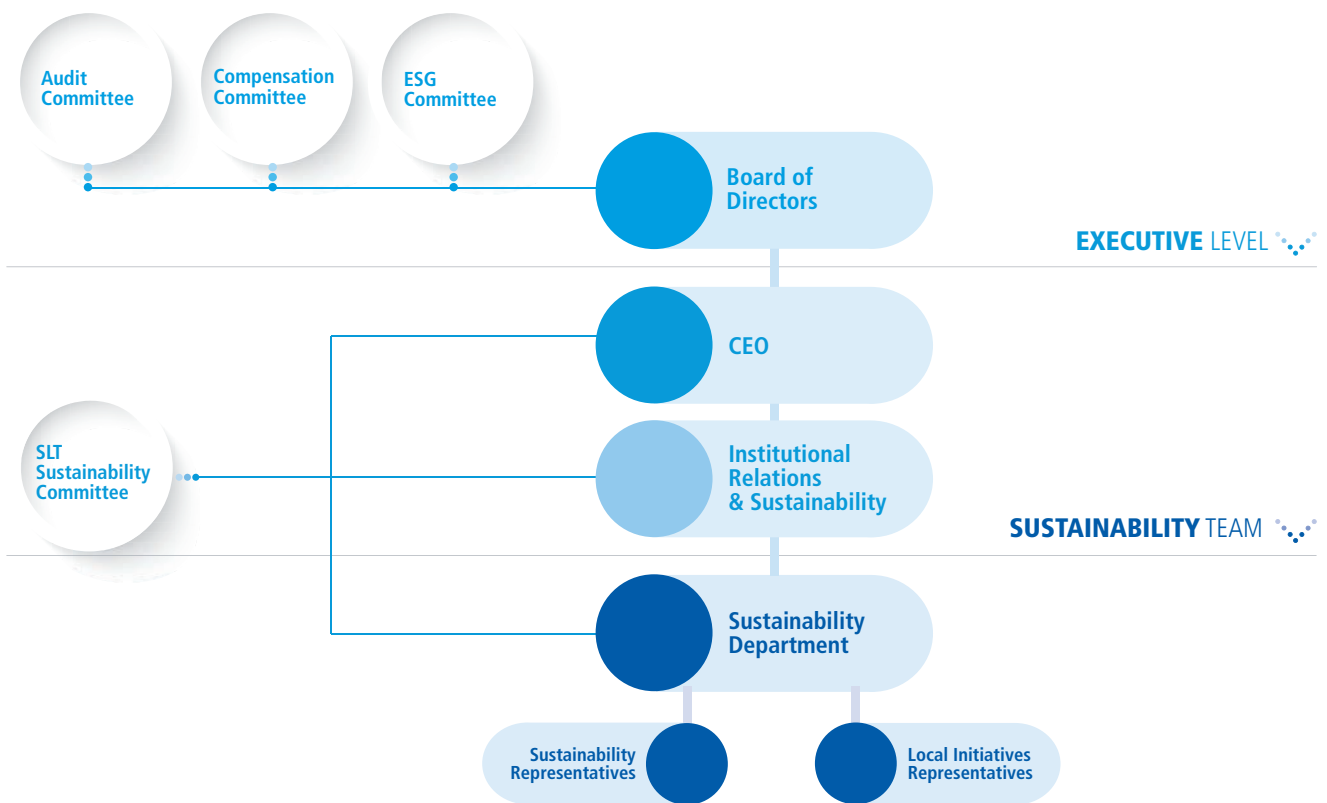 Audit
Committee
Compensation
Committee
ESG
Committee
Board of
Directors
EXECUTIVE LEVEL
CEO
SLT
Sustainability
Committee
Institutional
Relations
& Sustainability
SUSTAINABILITY TEAM
Sustainability
Department
Sustainability
Representatives
Local Initiatives
Representatives